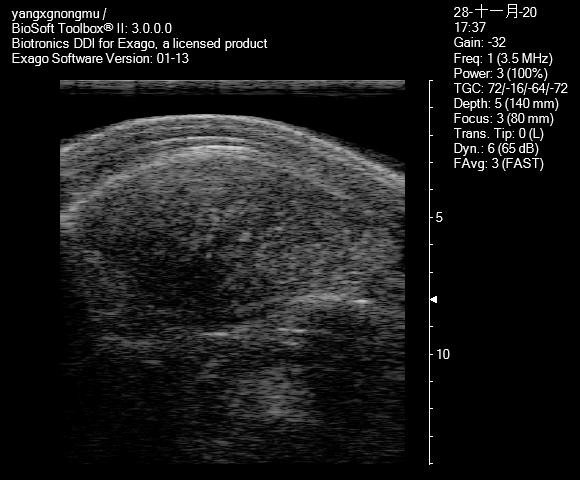 yangxgnongmu /
BioSoft Toolbox® II: 3.0.0.0
Biotronics DDI for Exago, a licensed product
Exago Software Version: 01-13
28-十一月-20
17:37
Gain: -32
Freq: 1 (3.5 MHz)
Power: 3 (100%)
TGC: 72/-16/-64/-72
Depth: 5 (140 mm)
Focus: 3 (80 mm)
Trans. Tip: 0 (L)
Dyn.: 6 (65 dB)
FAvg: 3 (FAST)
5
10